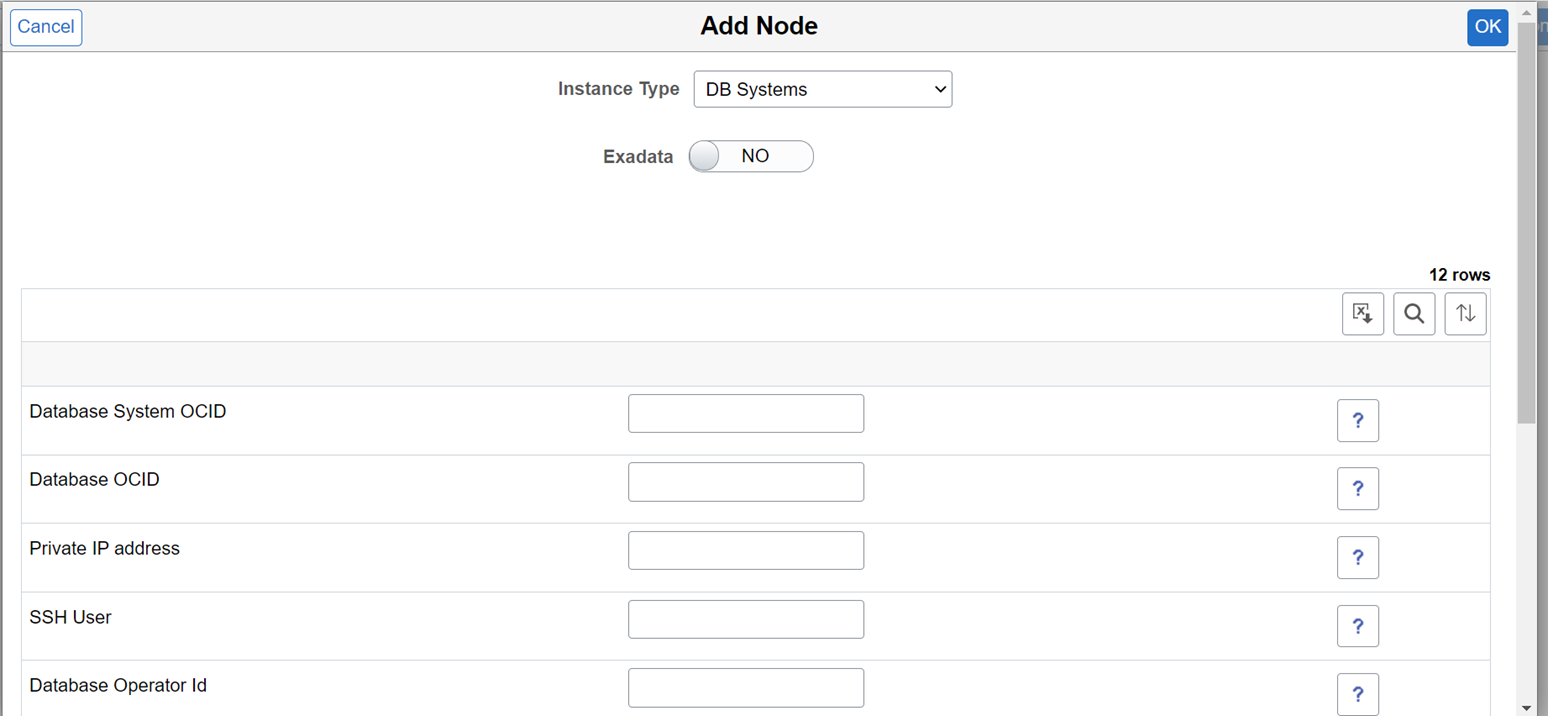 Cancel
Add Node
OK
Instance Type
DB Systems
Exadata
NO
12 rows
Database System OCID
?
Database OCID
?
Private IP address
?
SSH User
?
Database Operator Id
?